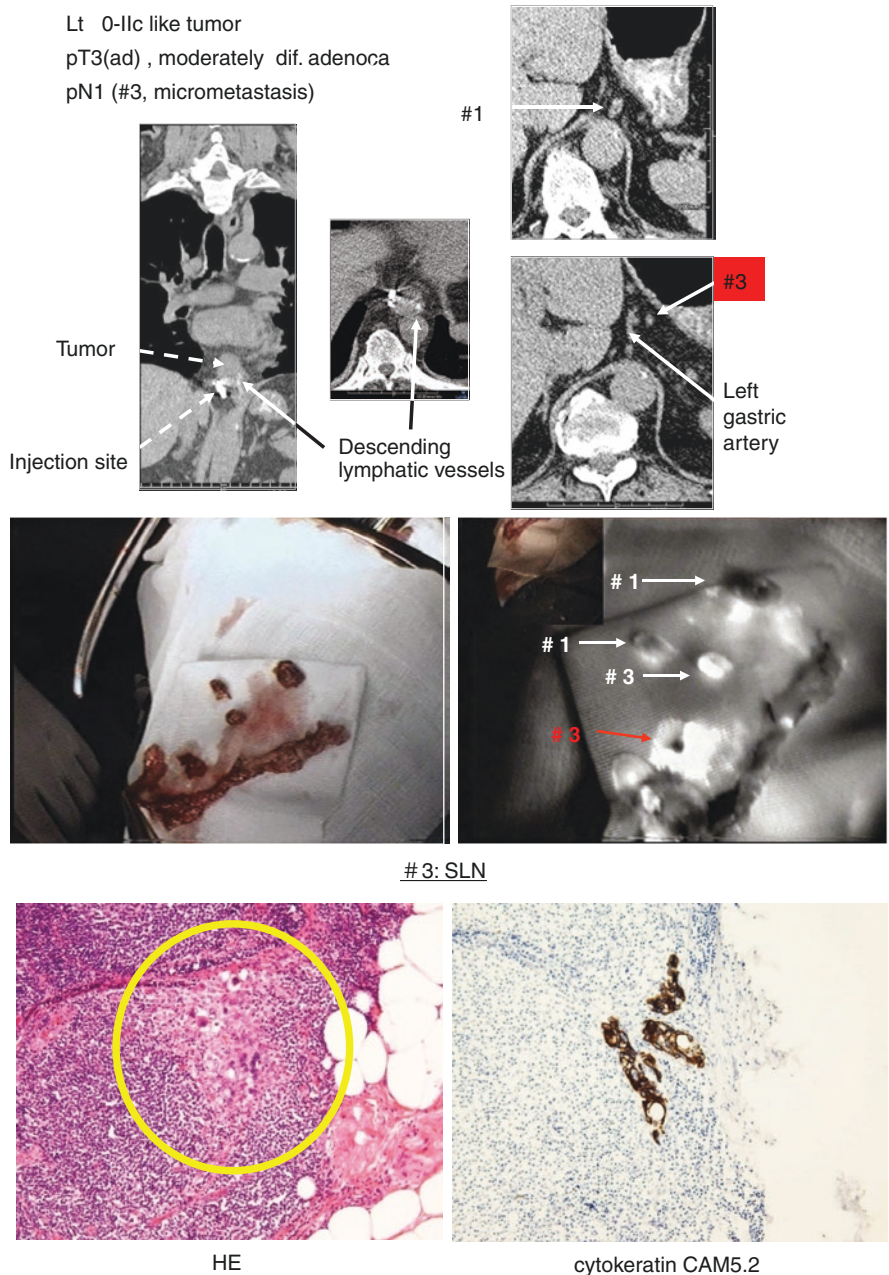 Lt 0-IIc like tumor
pT3(ad) , moderately dif. adenoca
pN1 (#3, micrometastasis)
#1
#3
Tumor
Injection site
Descending
lymphatic vessels
Left
gastric
artery
# 1
# 1
# 3
# 3
#3: SLN
HE
cytokeratin CAM5.2